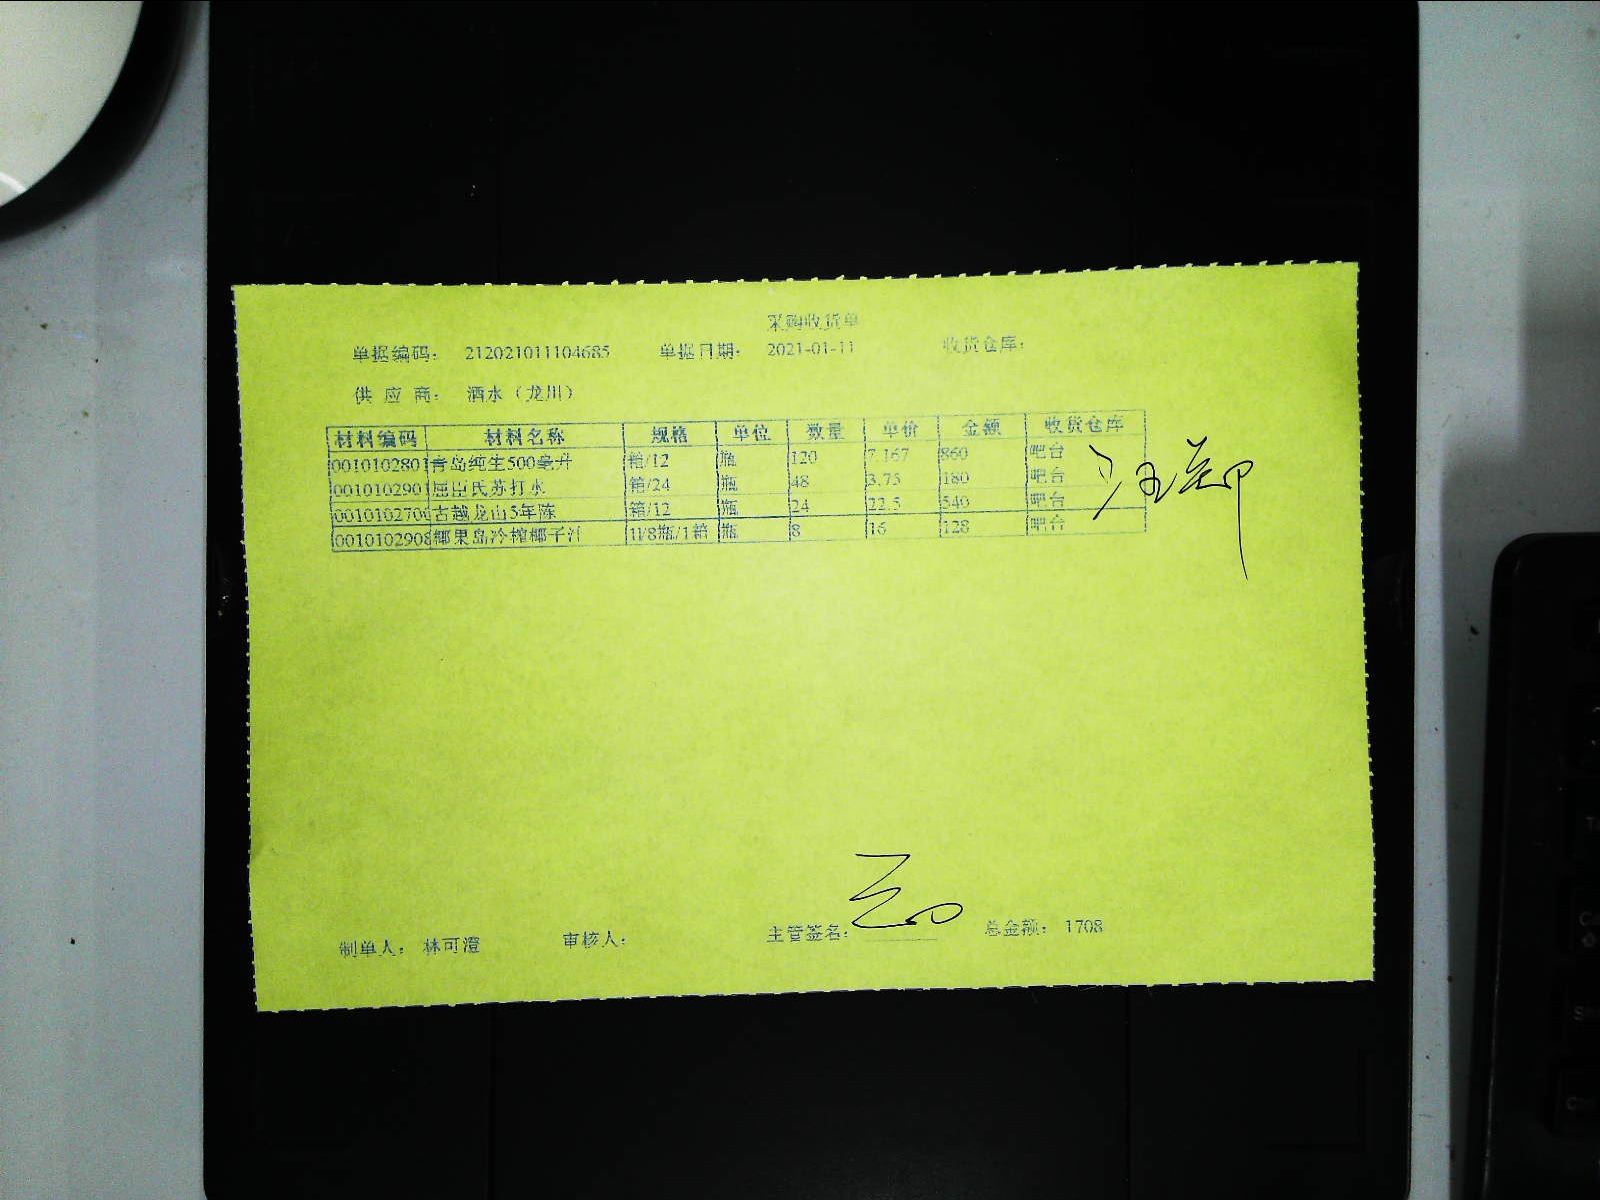 采购收货单
单据编码: 212021011104685 单据日期: 2021-01-11 收货仓库:
供 应 商: 酒水（龙川）
材料编码 材料名称 规格 单位 数量 单价 金额 收货仓库
0010102801 青岛纯生500毫升 箱/12 瓶 120 7.167 860 吧台
0010102901 屈臣氏苏打水 箱/24 瓶 48 3.75 180 吧台
0010102700 古越龙山5年陈 箱/12 瓶 24 22.5 540 吧台
0010102908 椰果岛冷榨椰子汁 1l/8瓶/1箱 瓶 8 16 128 吧台
制单人: 林可澄 审核人: 主管签名: 总金额: 1708